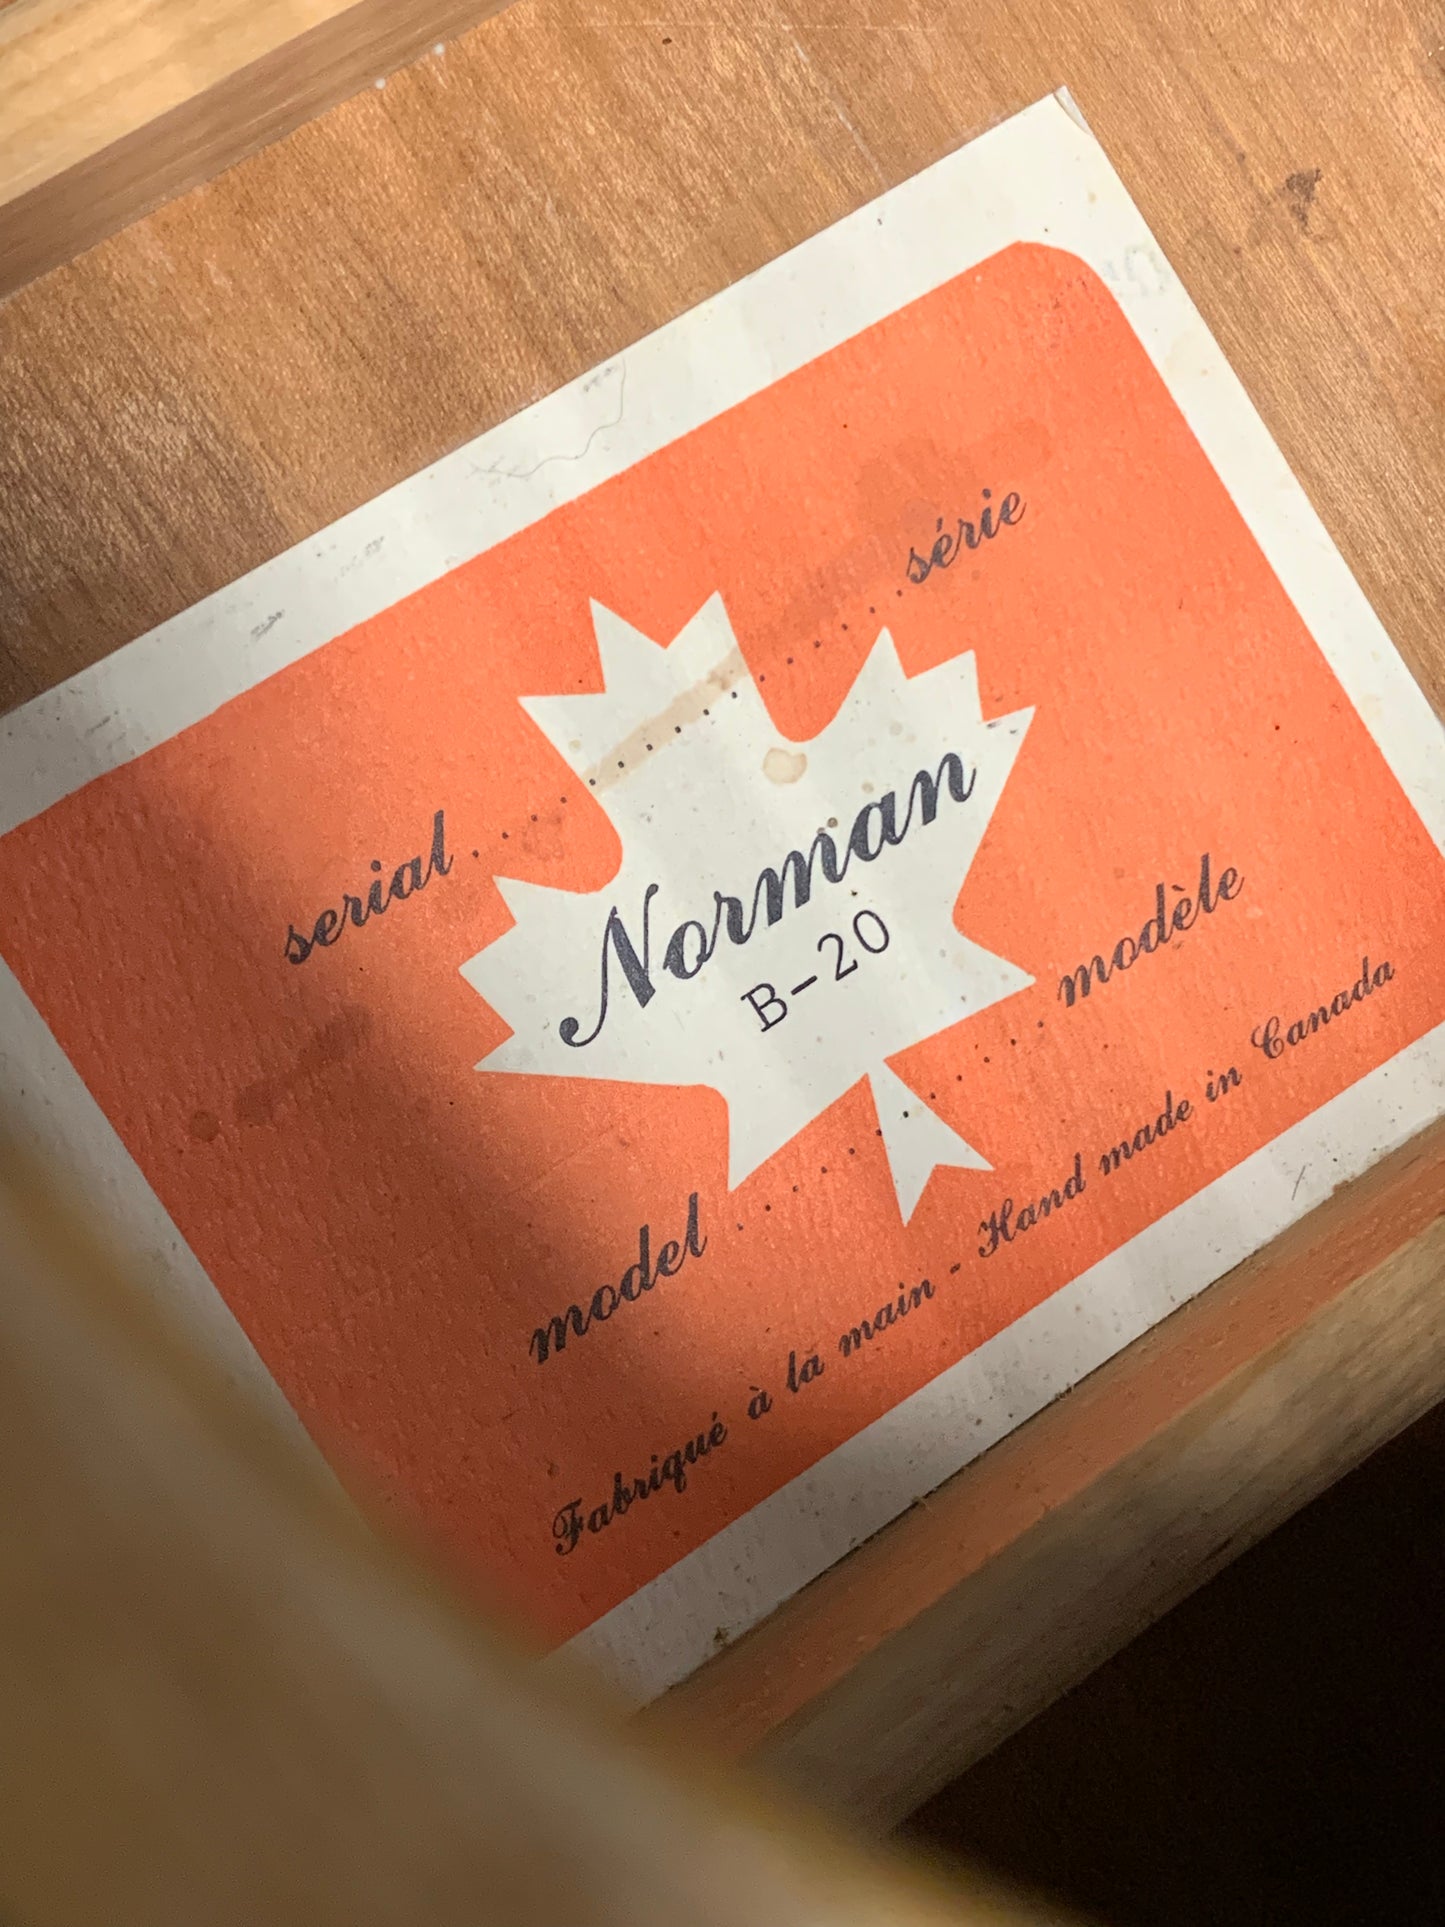 serial ........... série
Norman
B-20
model ........... modèle
Fabriqué à la main - Hand made in Canada